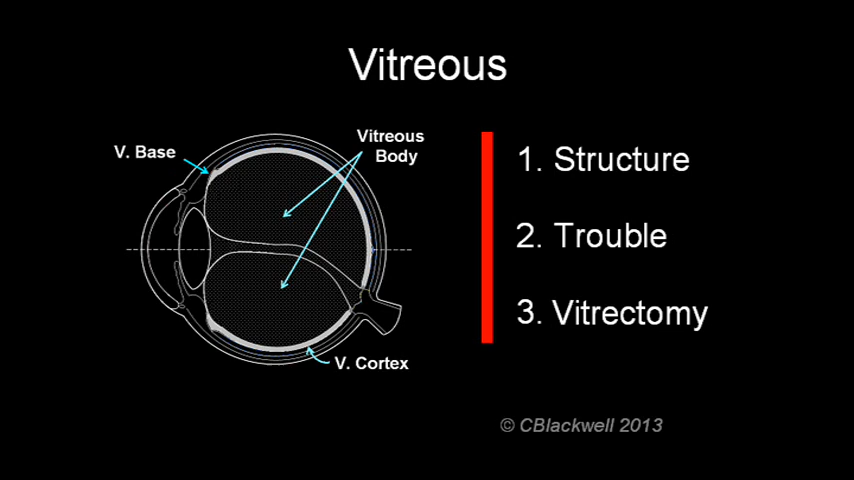 Vitreous
V. Base
Vitreous
Body
V. Cortex
1. Structure
2. Trouble
3. Vitrectomy
© CBlackwell 2013